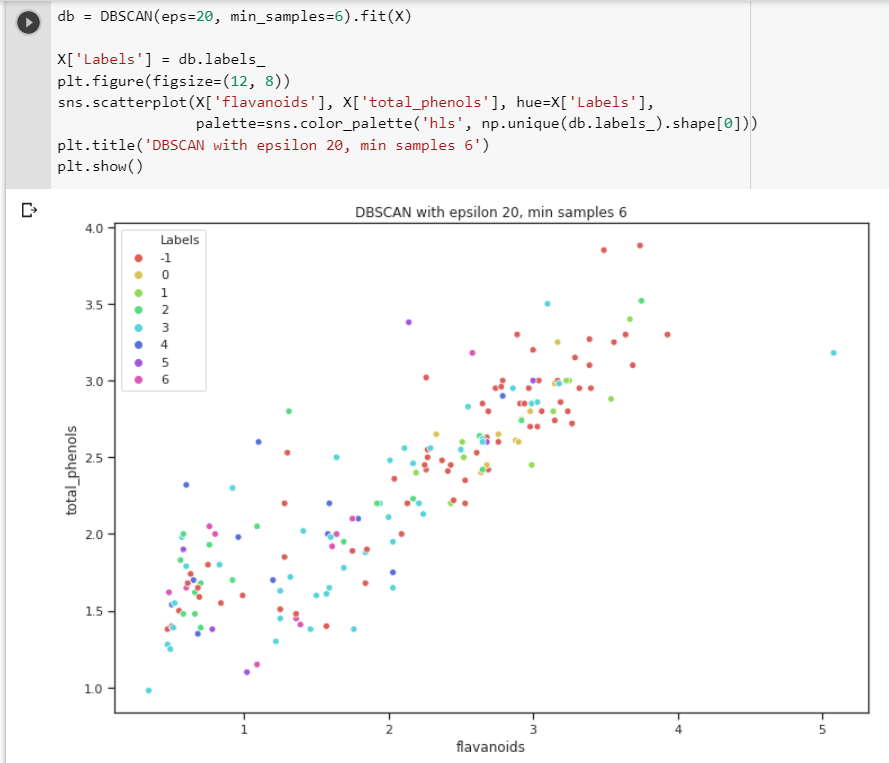 db = DBSCAN(eps=20, min_samples=6).fit(X)
X['Labels'] = db.labels_
plt.figure(figsize=(12, 8))
sns.scatterplot(X['flavanoids'], X['total_phenols'], hue=X['Labels'],
palette=sns.color_palette('hls', np.unique(db.labels_).shape[0]))
plt.title('DBSCAN with epsilon 20, min samples 6')
plt.show()
DBSCAN with epsilon 20, min samples 6
Labels
-1
0
1
2
3
4
5
6
4.0
3.5
3.0
2.5
2.0
1.5
1.0
total_phenols
1 2 3 4 5
flavanoids